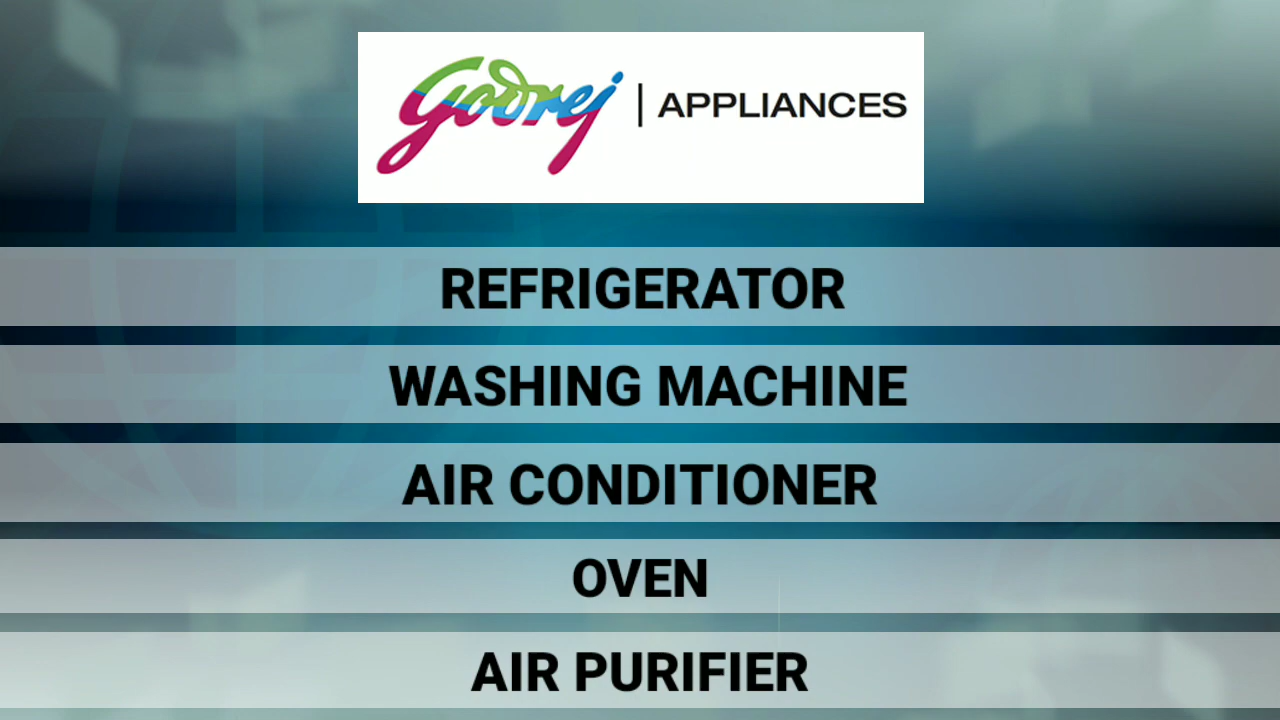 Godrej | APPLIANCES
REFRIGERATOR
WASHING MACHINE
AIR CONDITIONER
OVEN
AIR PURIFIER